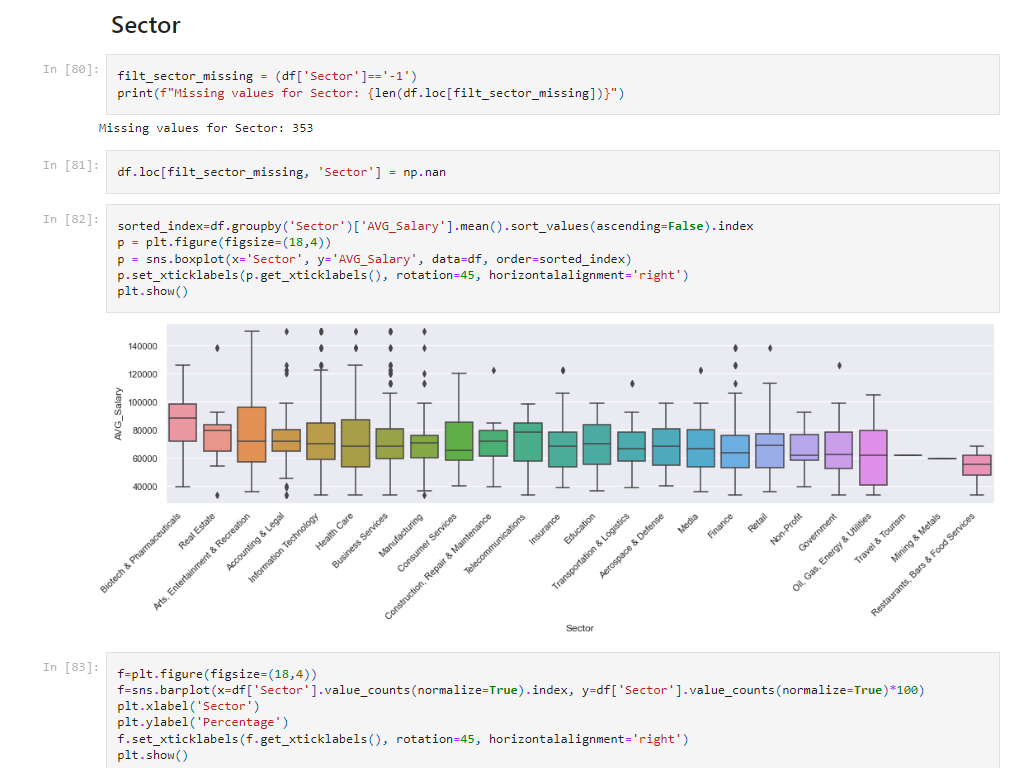 Sector
In [80]:
filt_sector_missing = (df['Sector']=='-1')
print(f"Missing values for Sector: {len(df.loc[filt_sector_missing])}")
Missing values for Sector: 353
In [81]:
df.loc[filt_sector_missing, 'Sector'] = np.nan
In [82]:
sorted_index=df.groupby('Sector')['AVG_Salary'].mean().sort_values(ascending=False).index
p = plt.figure(figsize=(18,4))
p = sns.boxplot(x='Sector', y='AVG_Salary', data=df, order=sorted_index)
p.set_xticklabels(p.get_xticklabels(), rotation=45, horizontalalignment='right')
plt.show()
140000
120000
100000
80000
60000
40000
AVG_Salary
Biotech & Pharmaceuticals
Real Estate
Arts, Entertainment & Recreation
Accounting & Legal
Information Technology
Health Care
Business Services
Manufacturing
Consumer Services
Construction, Repair & Maintenance
Telecommunications
Insurance
Education
Transportation & Logistics
Aerospace & Defense
Media
Finance
Retail
Non-Profit
Government
Oil, Gas, Energy & Utilities
Travel & Tourism
Mining & Metals
Restaurants, Bars & Food Services
Sector
In [83]:
f=plt.figure(figsize=(18,4))
f=sns.barplot(x=df['Sector'].value_counts(normalize=True).index, y=df['Sector'].value_counts(normalize=True)*100)
plt.xlabel('Sector')
plt.ylabel('Percentage')
f.set_xticklabels(f.get_xticklabels(), rotation=45, horizontalalignment='right')
plt.show()